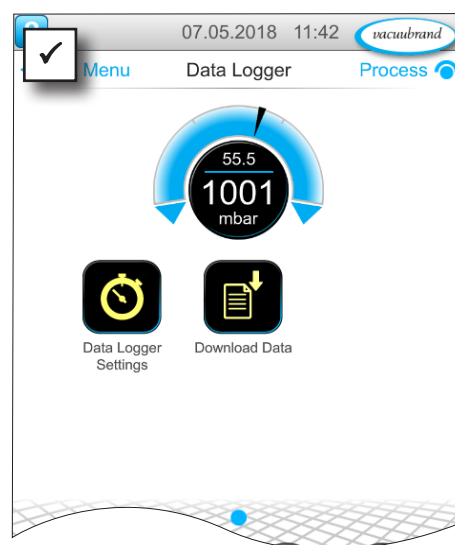 07.05.2018 11:42 vacuubrand
Menu Data Logger Process
55.5
1001
mbar
Data Logger Settings
Download Data